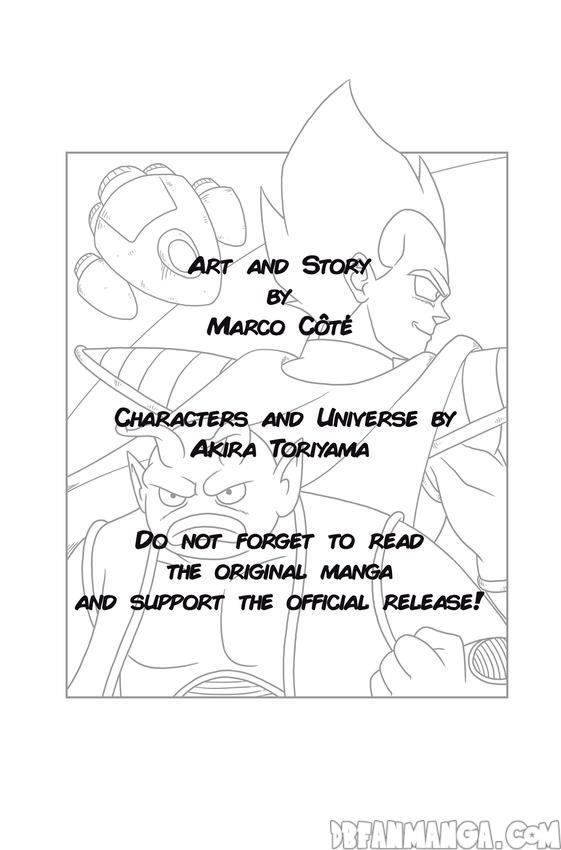 Art and Story
by
Marco Côté
Characters and Universe by
Akira Toriyama
Do not forget to read
the original manga
and support the official release!
DBFANMANGA.COM